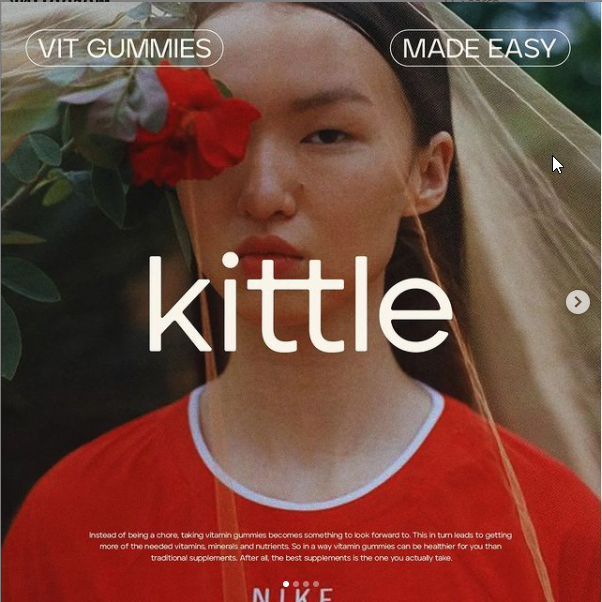 VIT GUMMIES
MADE EASY
kittle
Instead of being a chore, taking vitamin gummies becomes something to look forward to. This in turn leads to getting
more of the needed vitamins, minerals and nutrients. So in a way vitamin gummies can be healthier for you than
traditional supplements. After all, the best supplements is the one you actually take.
NIKE